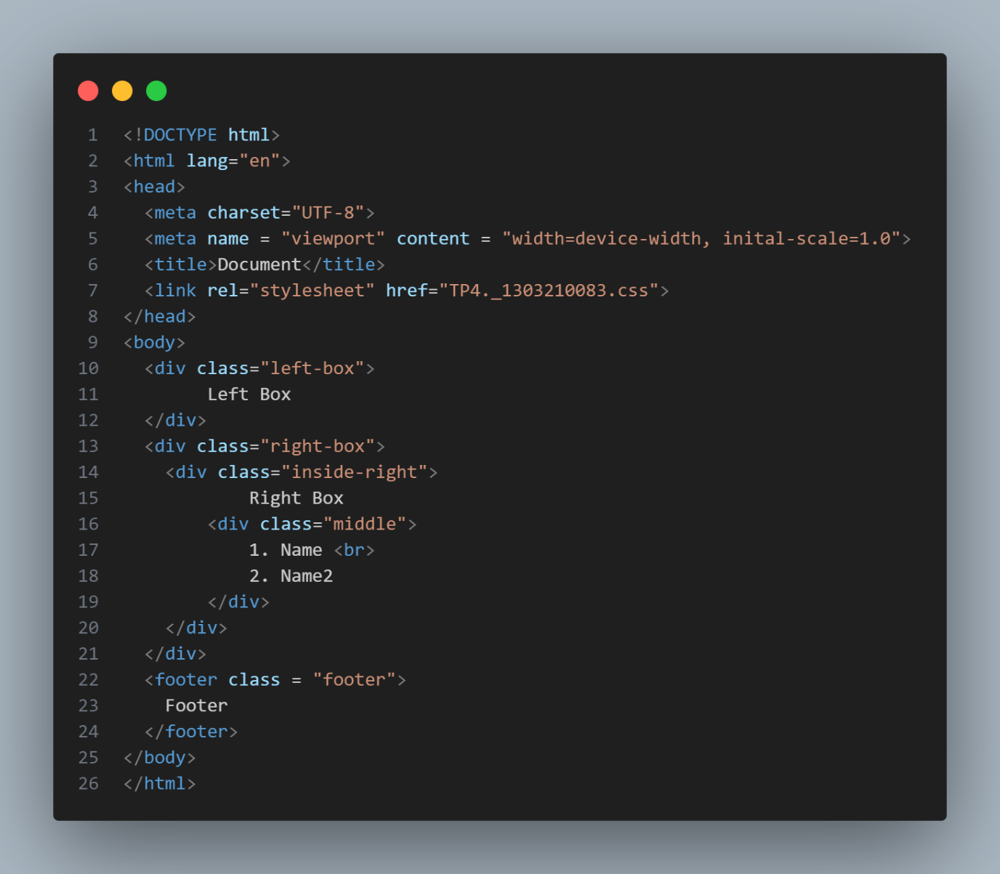 1 <!DOCTYPE html>
2 <html lang="en">
3 <head>
4   <meta charset="UTF-8">
5   <meta name = "viewport" content = "width=device-width, inital-scale=1.0">
6   <title>Document</title>
7   <link rel="stylesheet" href="TP4._1303210083.css">
8 </head>
9 <body>
10   <div class="left-box">
11         Left Box
12   </div>
13   <div class="right-box">
14     <div class="inside-right">
15             Right Box
16         <div class="middle">
17             1. Name <br>
18             2. Name2
19         </div>
20     </div>
21   </div>
22   <footer class = "footer">
23     Footer
24   </footer>
25 </body>
26 </html>